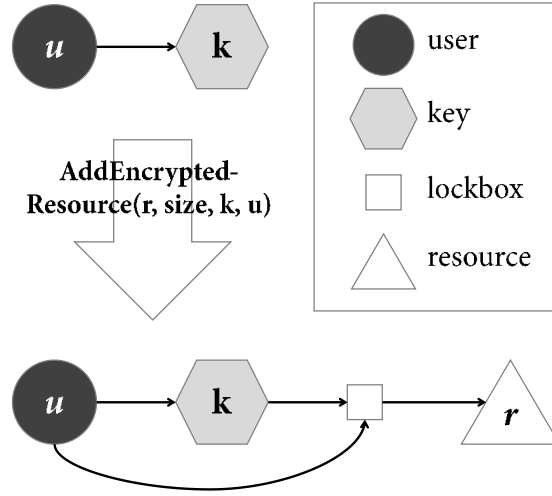 u
k
user
key
AddEncrypted-
Resource(r, size, k, u)
lockbox
resource
u
k
r